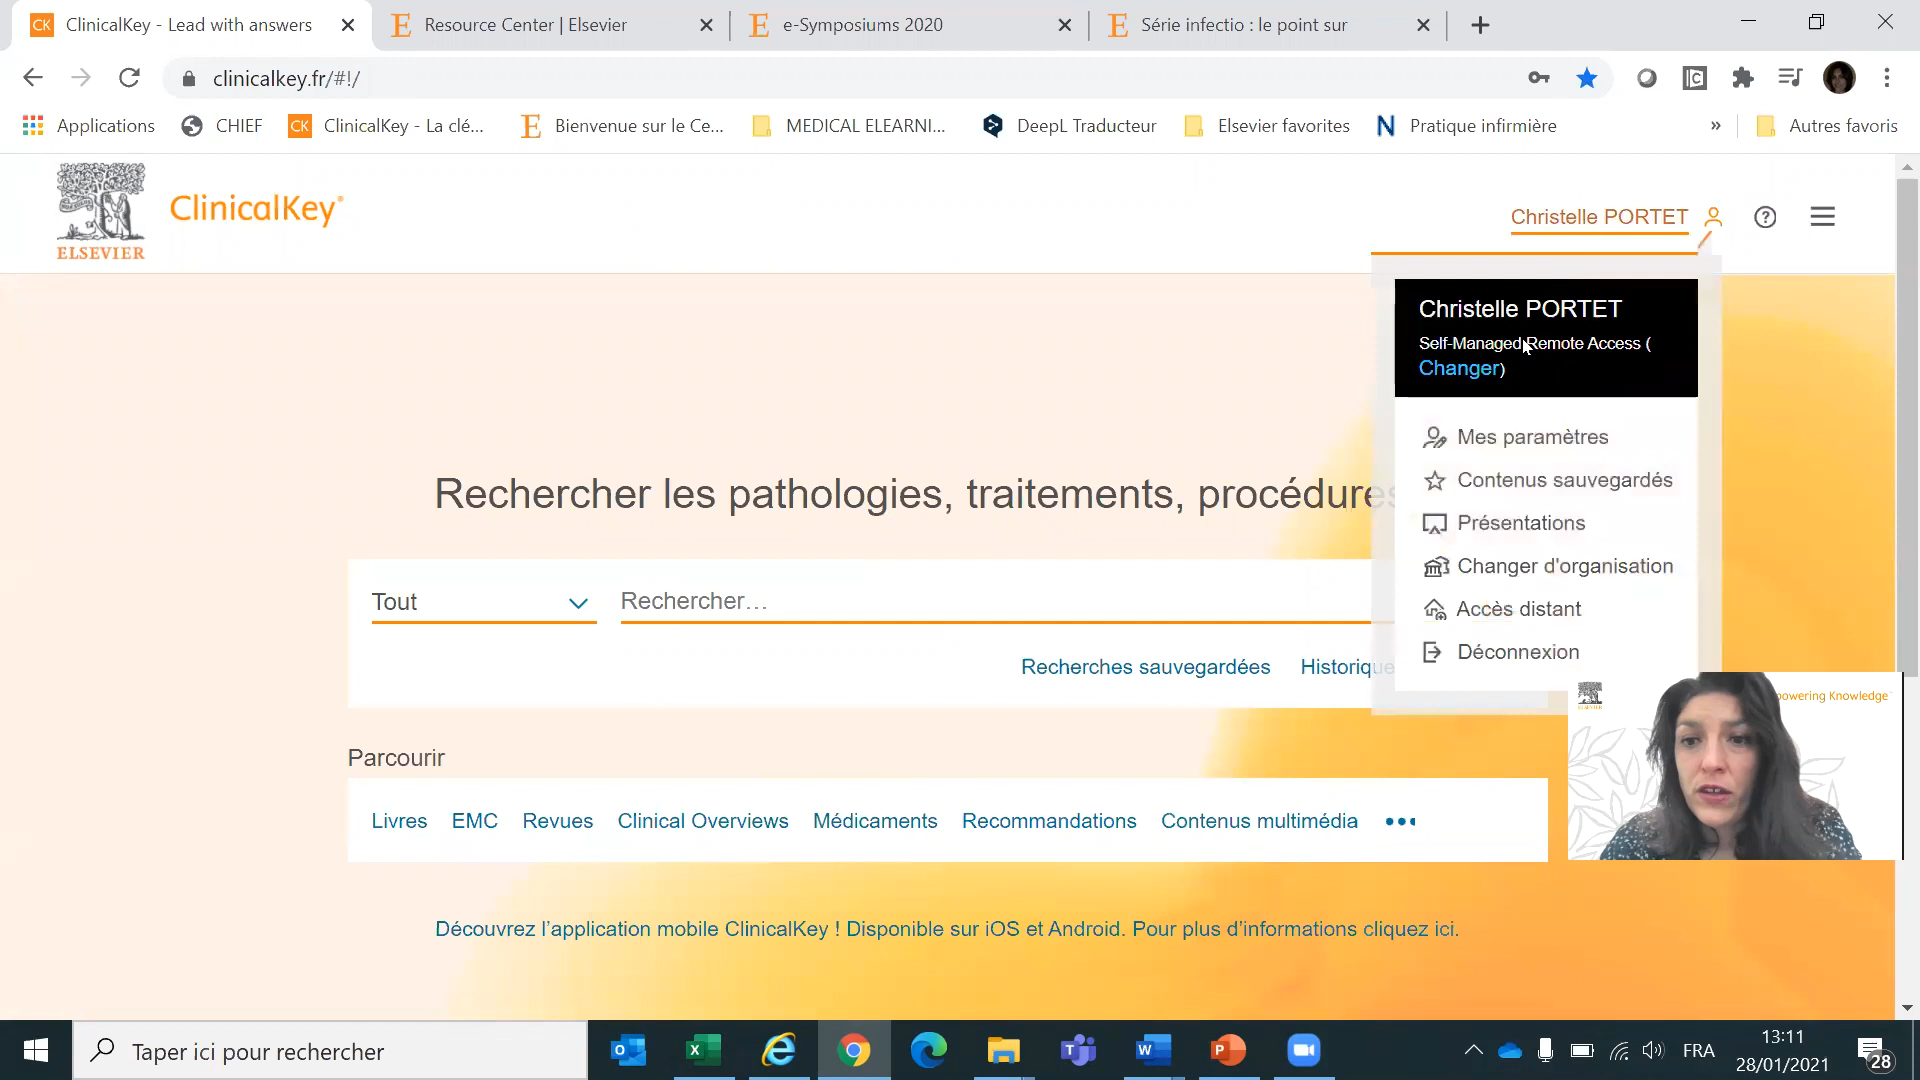 ClinicalKey - Lead with answers
Resource Center | Elsevier
e-Symposiums 2020
Série infectio : le point sur
clinicalkey.fr/#!/
Applications
CHIEF
CK
ClinicalKey - La clé...
Bienvenue sur le Ce...
MEDICAL ELEARNI...
DeepL Traducteur
Elsevier favorites
N
Pratique infirmière
»
Autres favoris
ELSEVIER
ClinicalKey®
Christelle PORTET
Christelle PORTET
Self-Managed Remote Access (
Changer)
Mes paramètres
Contenus sauvegardés
Présentations
Changer d'organisation
Accès distant
Déconnexion
Rechercher les pathologies, traitements, procédures
Tout
Rechercher…
Recherches sauvegardées
Historique
powering Knowledge
Parcourir
Livres
EMC
Revues
Clinical Overviews
Médicaments
Recommandations
Contenus multimédia
Découvrez l'application mobile ClinicalKey ! Disponible sur iOS et Android. Pour plus d'informations cliquez ici.
Taper ici pour rechercher
FRA
13:11
28/01/2021
28